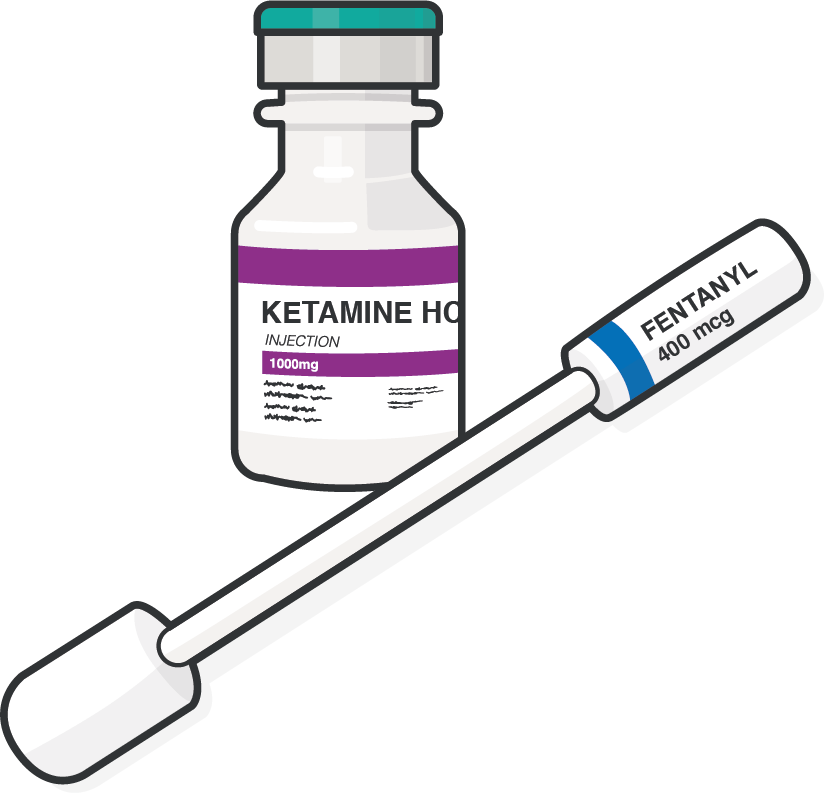 KETAMINE HC
INJECTION
1000mg
FENTANYL
400 mcg